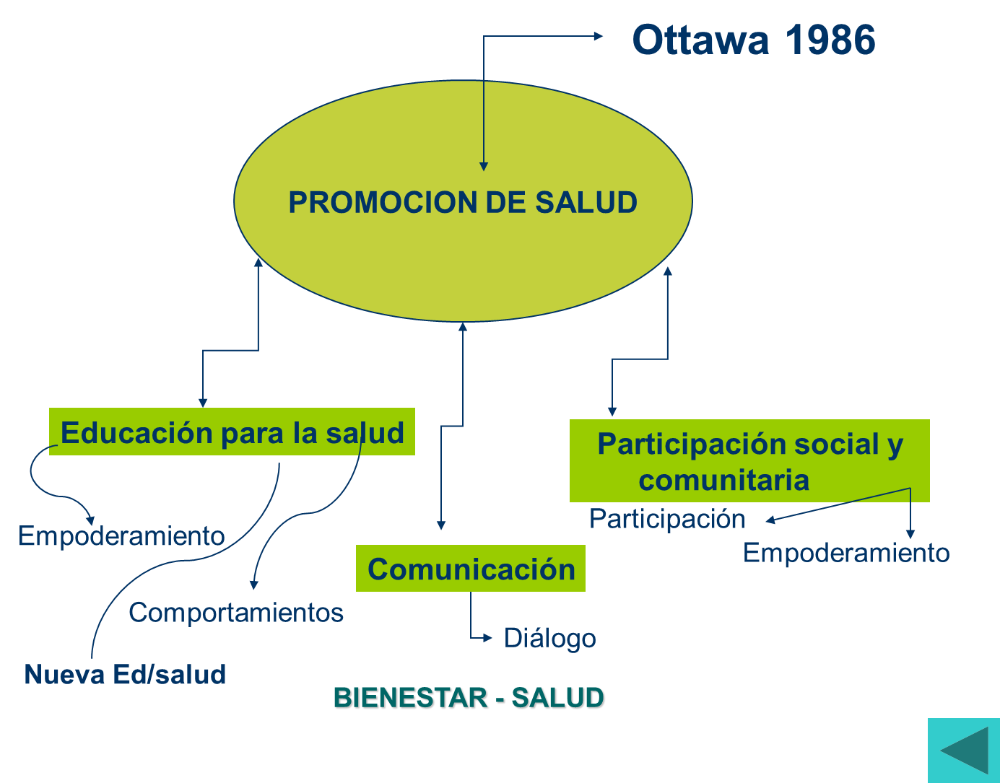 Ottawa 1986
PROMOCION DE SALUD
Educación para la salud
Participación social y
comunitaria
Participación
Empoderamiento
Empoderamiento
Comunicación
Comportamientos
Diálogo
Nueva Ed/salud
BIENESTAR - SALUD